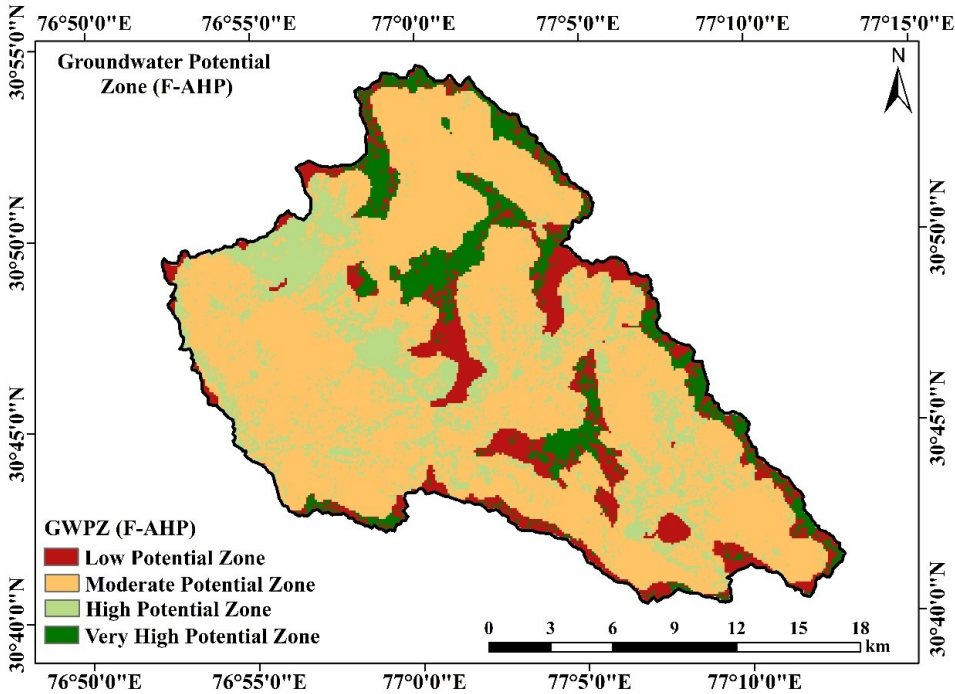 76°50'0"E 76°55'0"E 77°0'0"E 77°5'0"E 77°10'0"E 77°15'0"E
Groundwater Potential
Zone (F-AHP)
N
30°55'0"N
30°50'0"N
30°45'0"N
30°40'0"N
30°50'0"N
30°45'0"N
30°40'0"N
GWPZ (F-AHP)
Low Potential Zone
Moderate Potential Zone
High Potential Zone
Very High Potential Zone
0 3 6 9 12 15 18
km
76°50'0"E 76°55'0"E 77°0'0"E 77°5'0"E 77°10'0"E